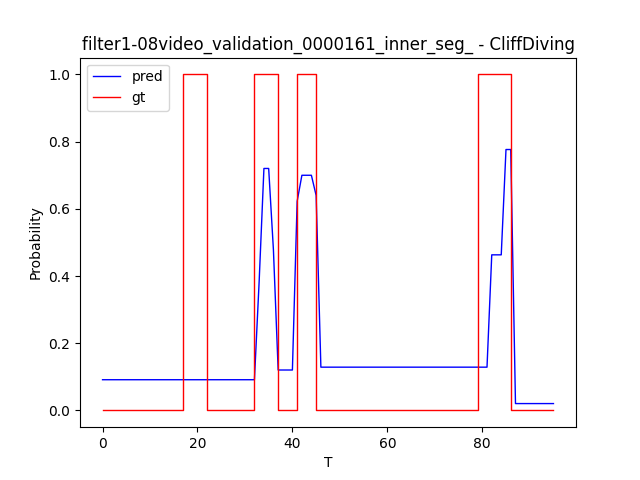 filter1-08video_validation_0000161_inner_seg_ - CliffDiving
pred
gt
1.0
0.8
0.6
0.4
0.2
0.0
Probability
0 20 40 60 80
T